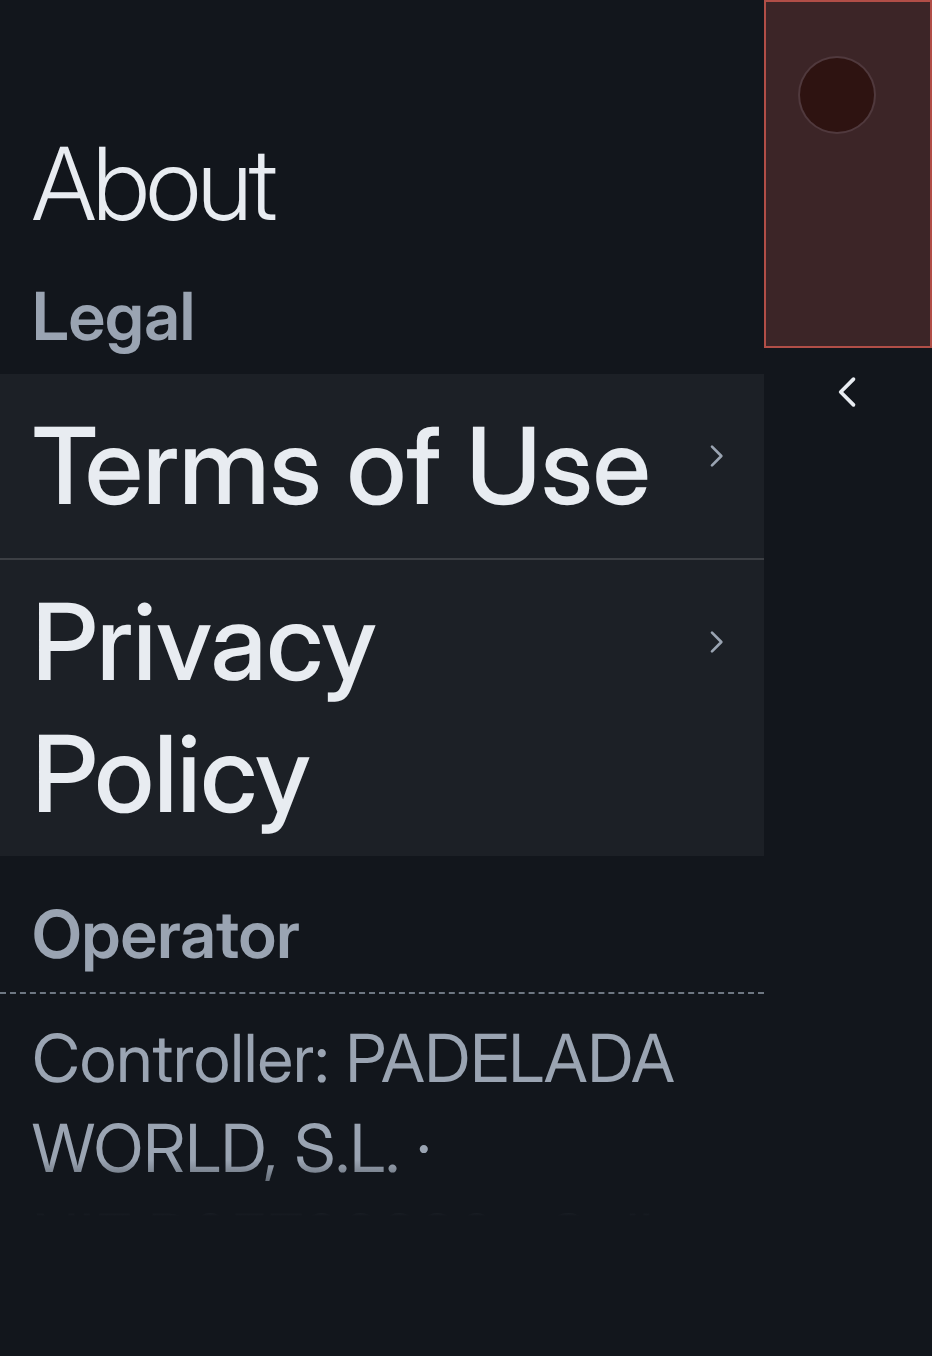 About
Legal
Terms of Use
Privacy
Policy
Operator
Controller: PADELADA
WORLD, S.L. ·